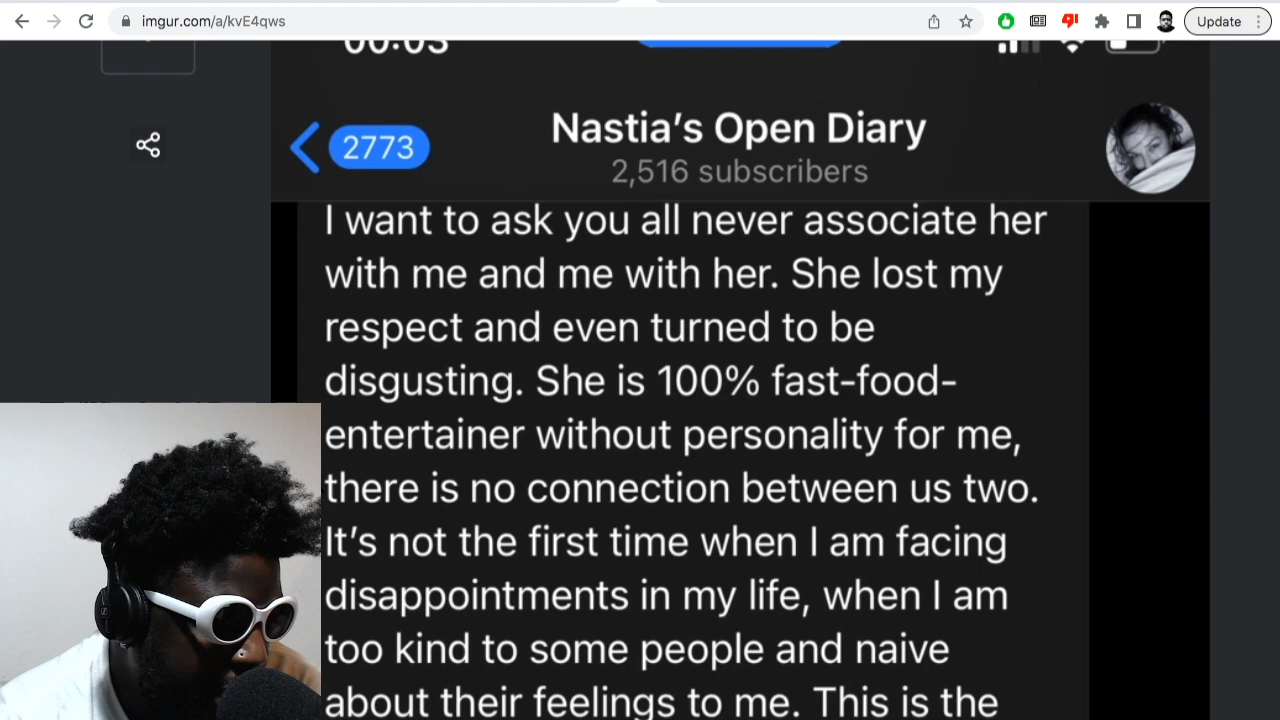 imgur.com/a/kvE4qws
Update
00:03
2773
Nastia's Open Diary
2,516 subscribers
I want to ask you all never associate her
with me and me with her. She lost my
respect and even turned to be
disgusting. She is 100% fast-food-
entertainer without personality for me,
there is no connection between us two.
It's not the first time when I am facing
disappointments in my life, when I am
too kind to some people and naive
about their feelings to me. This is the